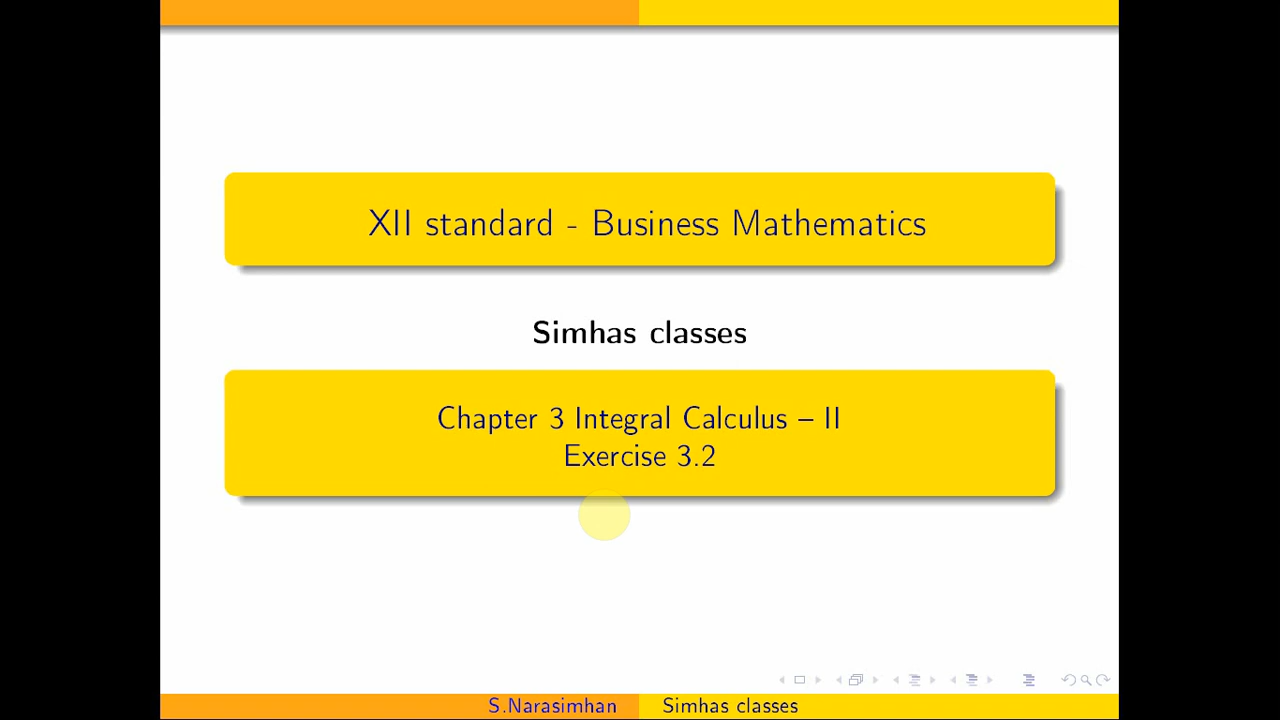 XII standard - Business Mathematics
Simhas classes
Chapter 3 Integral Calculus – II
Exercise 3.2
S.Narasimhan
Simhas classes